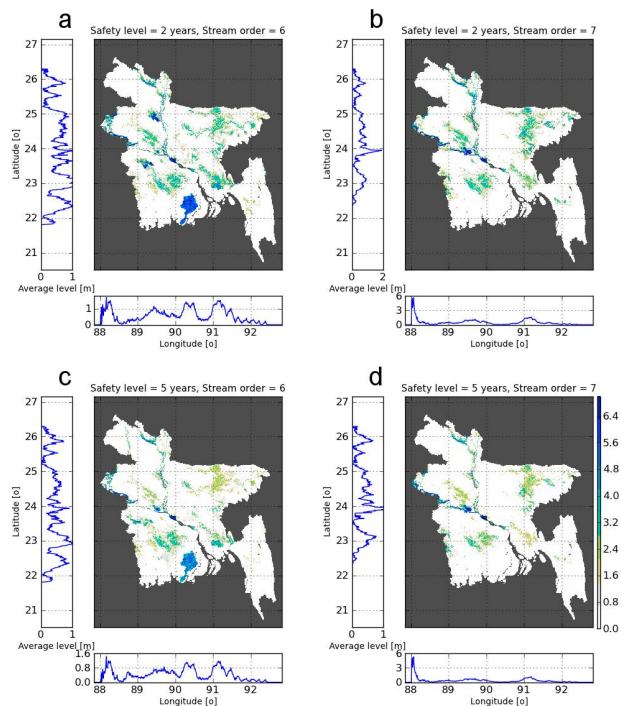 a
Safety level = 2 years, Stream order = 6
27
26
25
24
23
22
21
Latitude [o]
Latitude [o]
0 1
Average level [m]
1
0
88 89 90 91 92
Longitude [o]
b
Safety level = 2 years, Stream order = 7
27
26
25
24
23
22
21
Latitude [o]
Latitude [o]
0 1
Average level [m]
6
3
0
88 89 90 91 92
Longitude [o]
c
Safety level = 5 years, Stream order = 6
27
26
25
24
23
22
21
Latitude [o]
Latitude [o]
0 1
Average level [m]
1.6
0.8
0.0
88 89 90 91 92
Longitude [o]
d
Safety level = 5 years, Stream order = 7
27
26
25
24
23
22
21
Latitude [o]
Latitude [o]
0 1
Average level [m]
6
3
0
88 89 90 91 92
Longitude [o]
6.4
5.6
4.8
4.0
3.2
2.4
1.6
0.8
0.0